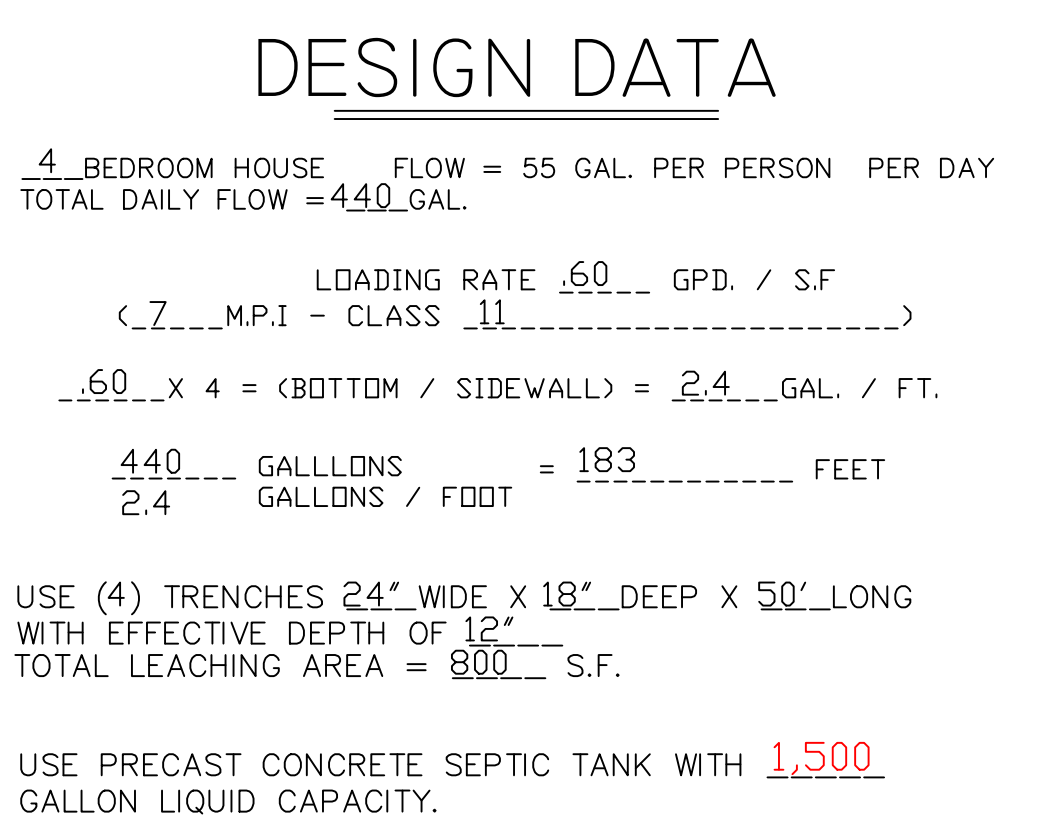 DESIGN DATA
4 BEDROOM HOUSE FLOW = 55 GAL. PER PERSON PER DAY
TOTAL DAILY FLOW = 440 GAL.
LOADING RATE .60 GPD. / S.F
( 7 M.P.I - CLASS 11 )
.60 X 4 = (BOTTOM / SIDEWALL) = 2.4 GAL. / FT.
440 GALLLONS = 183 FEET
2.4 GALLONS / FOOT
USE (4) TRENCHES 24" WIDE X 18" DEEP X 50' LONG
WITH EFFECTIVE DEPTH OF 12"
TOTAL LEACHING AREA = 800 S.F.
USE PRECAST CONCRETE SEPTIC TANK WITH 1,500
GALLON LIQUID CAPACITY.